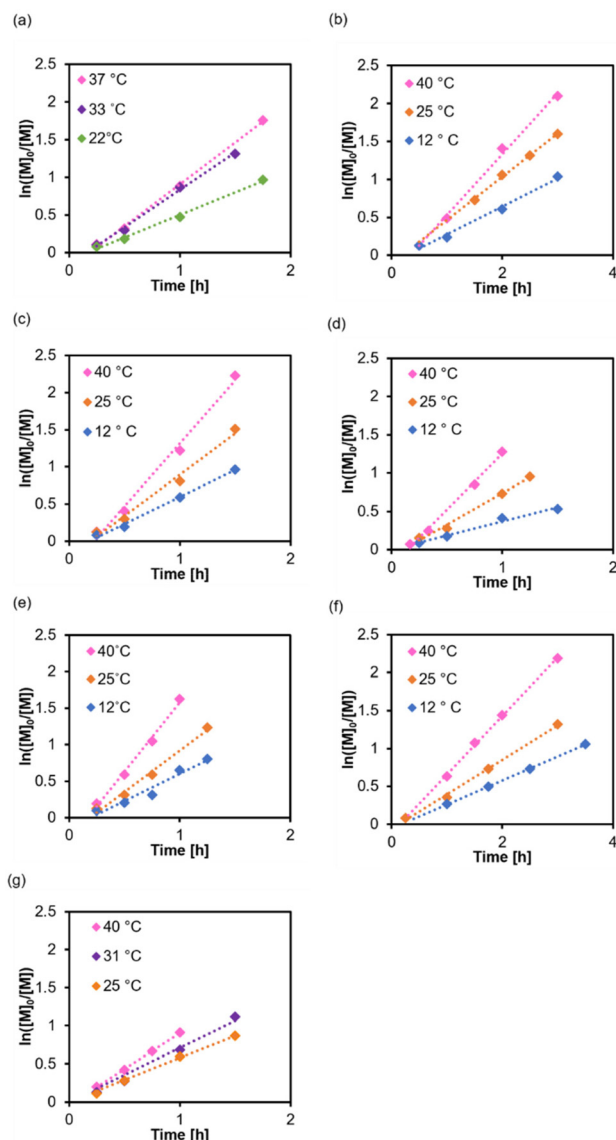 (a)
ln([M]₀/[M])
2.5
2
1.5
1
0.5
0
37 °C
33 °C
22°C
0
1
2
Time [h]
(b)
ln([M]₀/[M])
2.5
2
1.5
1
0.5
0
40 °C
25 °C
12 ° C
0
2
4
Time [h]
(c)
ln([M]₀/[M])
2.5
2
1.5
1
0.5
0
40 °C
25 °C
12 ° C
0
1
2
Time [h]
(d)
ln([M]₀/[M])
2.5
2
1.5
1
0.5
0
40 °C
25 °C
12 ° C
0
1
2
Time [h]
(e)
ln([M]₀/[M])
2.5
2
1.5
1
0.5
0
40˚C
25˚C
12˚C
0
1
2
Time [h]
(f)
ln([M]₀/[M])
2.5
2
1.5
1
0.5
0
40 °C
25 °C
12 ° C
0
2
4
Time [h]
(g)
ln([M]₀/[M])
2.5
2
1.5
1
0.5
0
40 °C
31 °C
25 °C
0
1
2
Time [h]